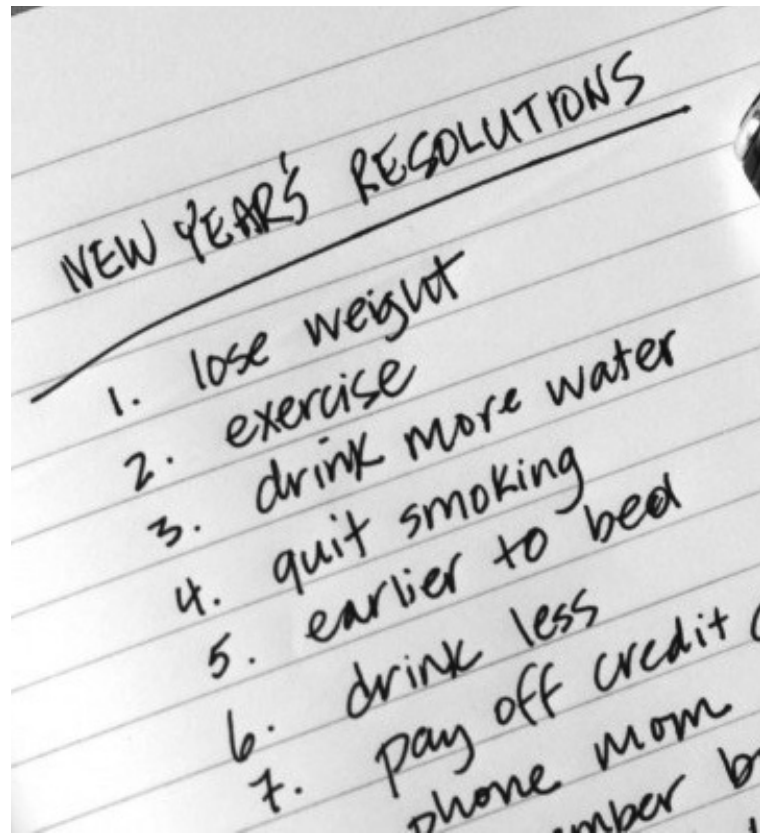 NEW YEAR'S RESOLUTIONS
1. lose weight
2. exercise
3. drink more water
4. quit smoking
5. earlier to bed
6. drink less
7. pay off credit
phone mom